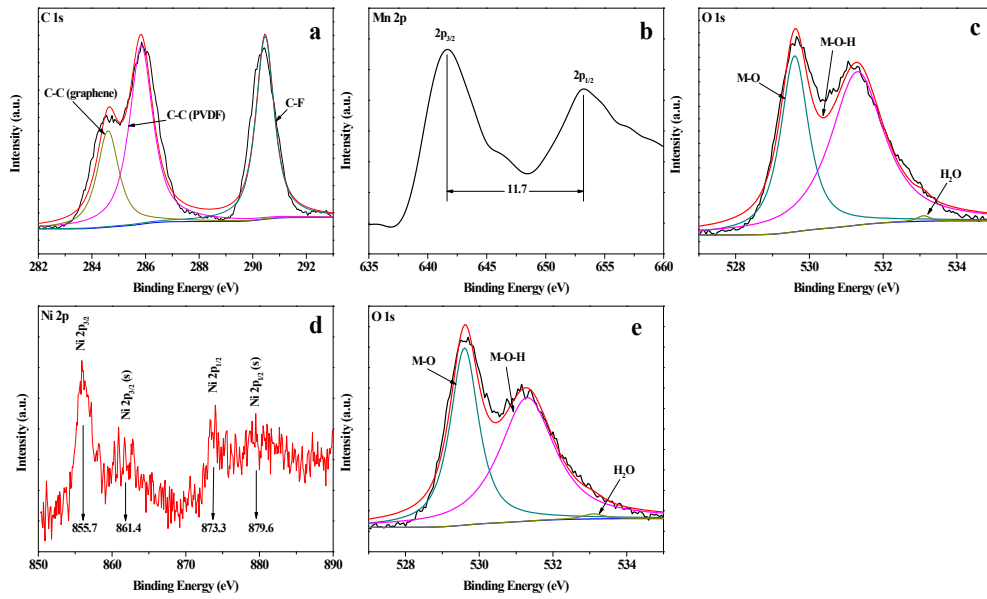 C 1s
a
C-C (graphene)
C-C (PVDF)
C-F
Intensity (a.u.)
282 284 286 288 290 292
Binding Energy (eV)
Mn 2p
b
2p3/2
2p1/2
11.7
Intensity (a.u.)
635 640 645 650 655 660
Binding Energy (eV)
O 1s
c
M-O-H
M-O
H2O
Intensity (a.u.)
528 530 532 534
Binding Energy (eV)
Ni 2p
d
Ni 2p3/2
Ni 2p3/2 (s)
Ni 2p1/2
Ni 2p1/2 (s)
855.7
861.4
873.3
879.6
Intensity (a.u.)
850 860 870 880 890
Binding Energy (eV)
O 1s
e
M-O
M-O-H
H2O
Intensity (a.u.)
528 530 532 534
Binding Energy (eV)